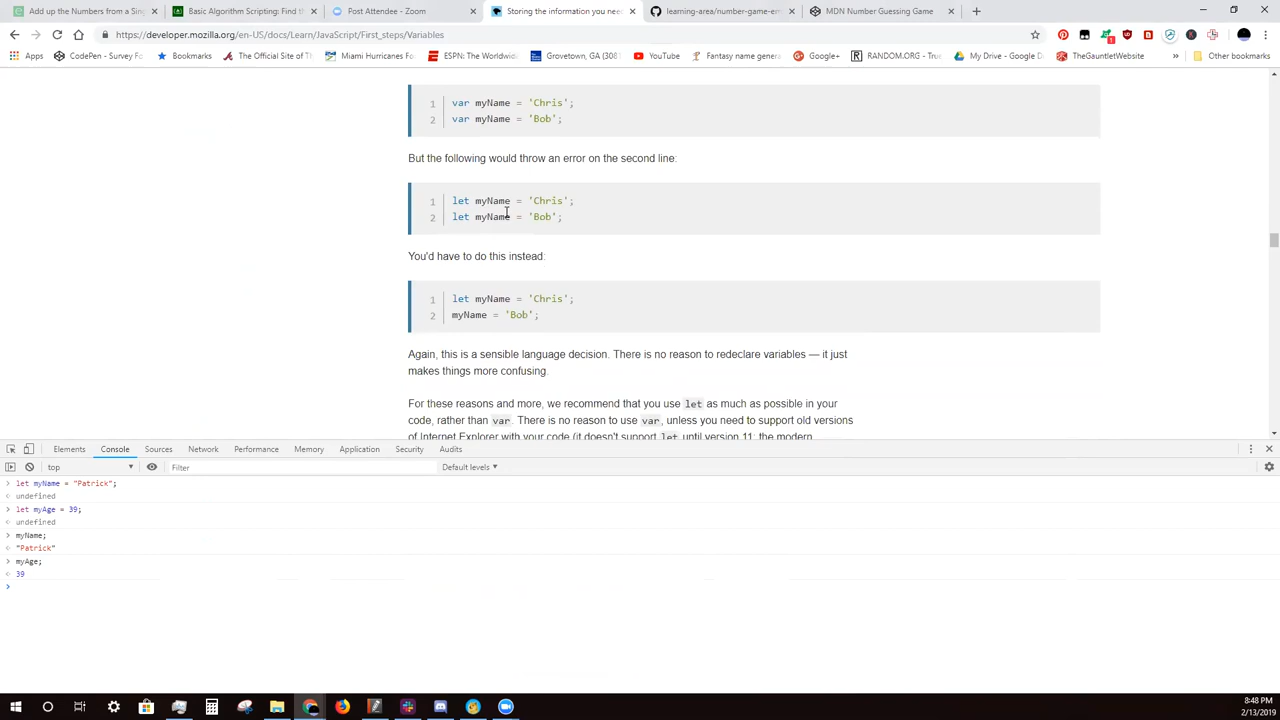 Add up the Numbers from a Sin
Basic Algorithm Scripting: Find th
Post Attendee - Zoom
Storing the information you nee
learning-area/number-game-err
MDN Number Guessing Game
https://developer.mozilla.org/en-US/docs/Learn/JavaScript/First_steps/Variables
Apps
CodePen - Survey Fo
Bookmarks
The Official Site of Th
Miami Hurricanes Foo
ESPN: The Worldwide
Grovetown, GA (3081
YouTube
Fantasy name genera
Google+
RANDOM.ORG - True
My Drive - Google D
TheGauntletWebsite
»
Other bookmarks
1 var myName = 'Chris';
2 var myName = 'Bob';
But the following would throw an error on the second line:
1 let myName = 'Chris';
2 let myName = 'Bob';
You'd have to do this instead:
1 let myName = 'Chris';
2 myName = 'Bob';
Again, this is a sensible language decision. There is no reason to redeclare variables — it just
makes things more confusing.
For these reasons and more, we recommend that you use let as much as possible in your
code, rather than var. There is no reason to use var, unless you need to support old versions
of Internet Explorer with your code (it doesn't support let until version 11; the modern
Elements Console Sources Network Performance Memory Application Security Audits
top Filter Default levels
> let myName = "Patrick";
undefined
> let myAge = 39;
undefined
> myName;
"Patrick"
> myAge;
39
>
8:48 PM
2/13/2019